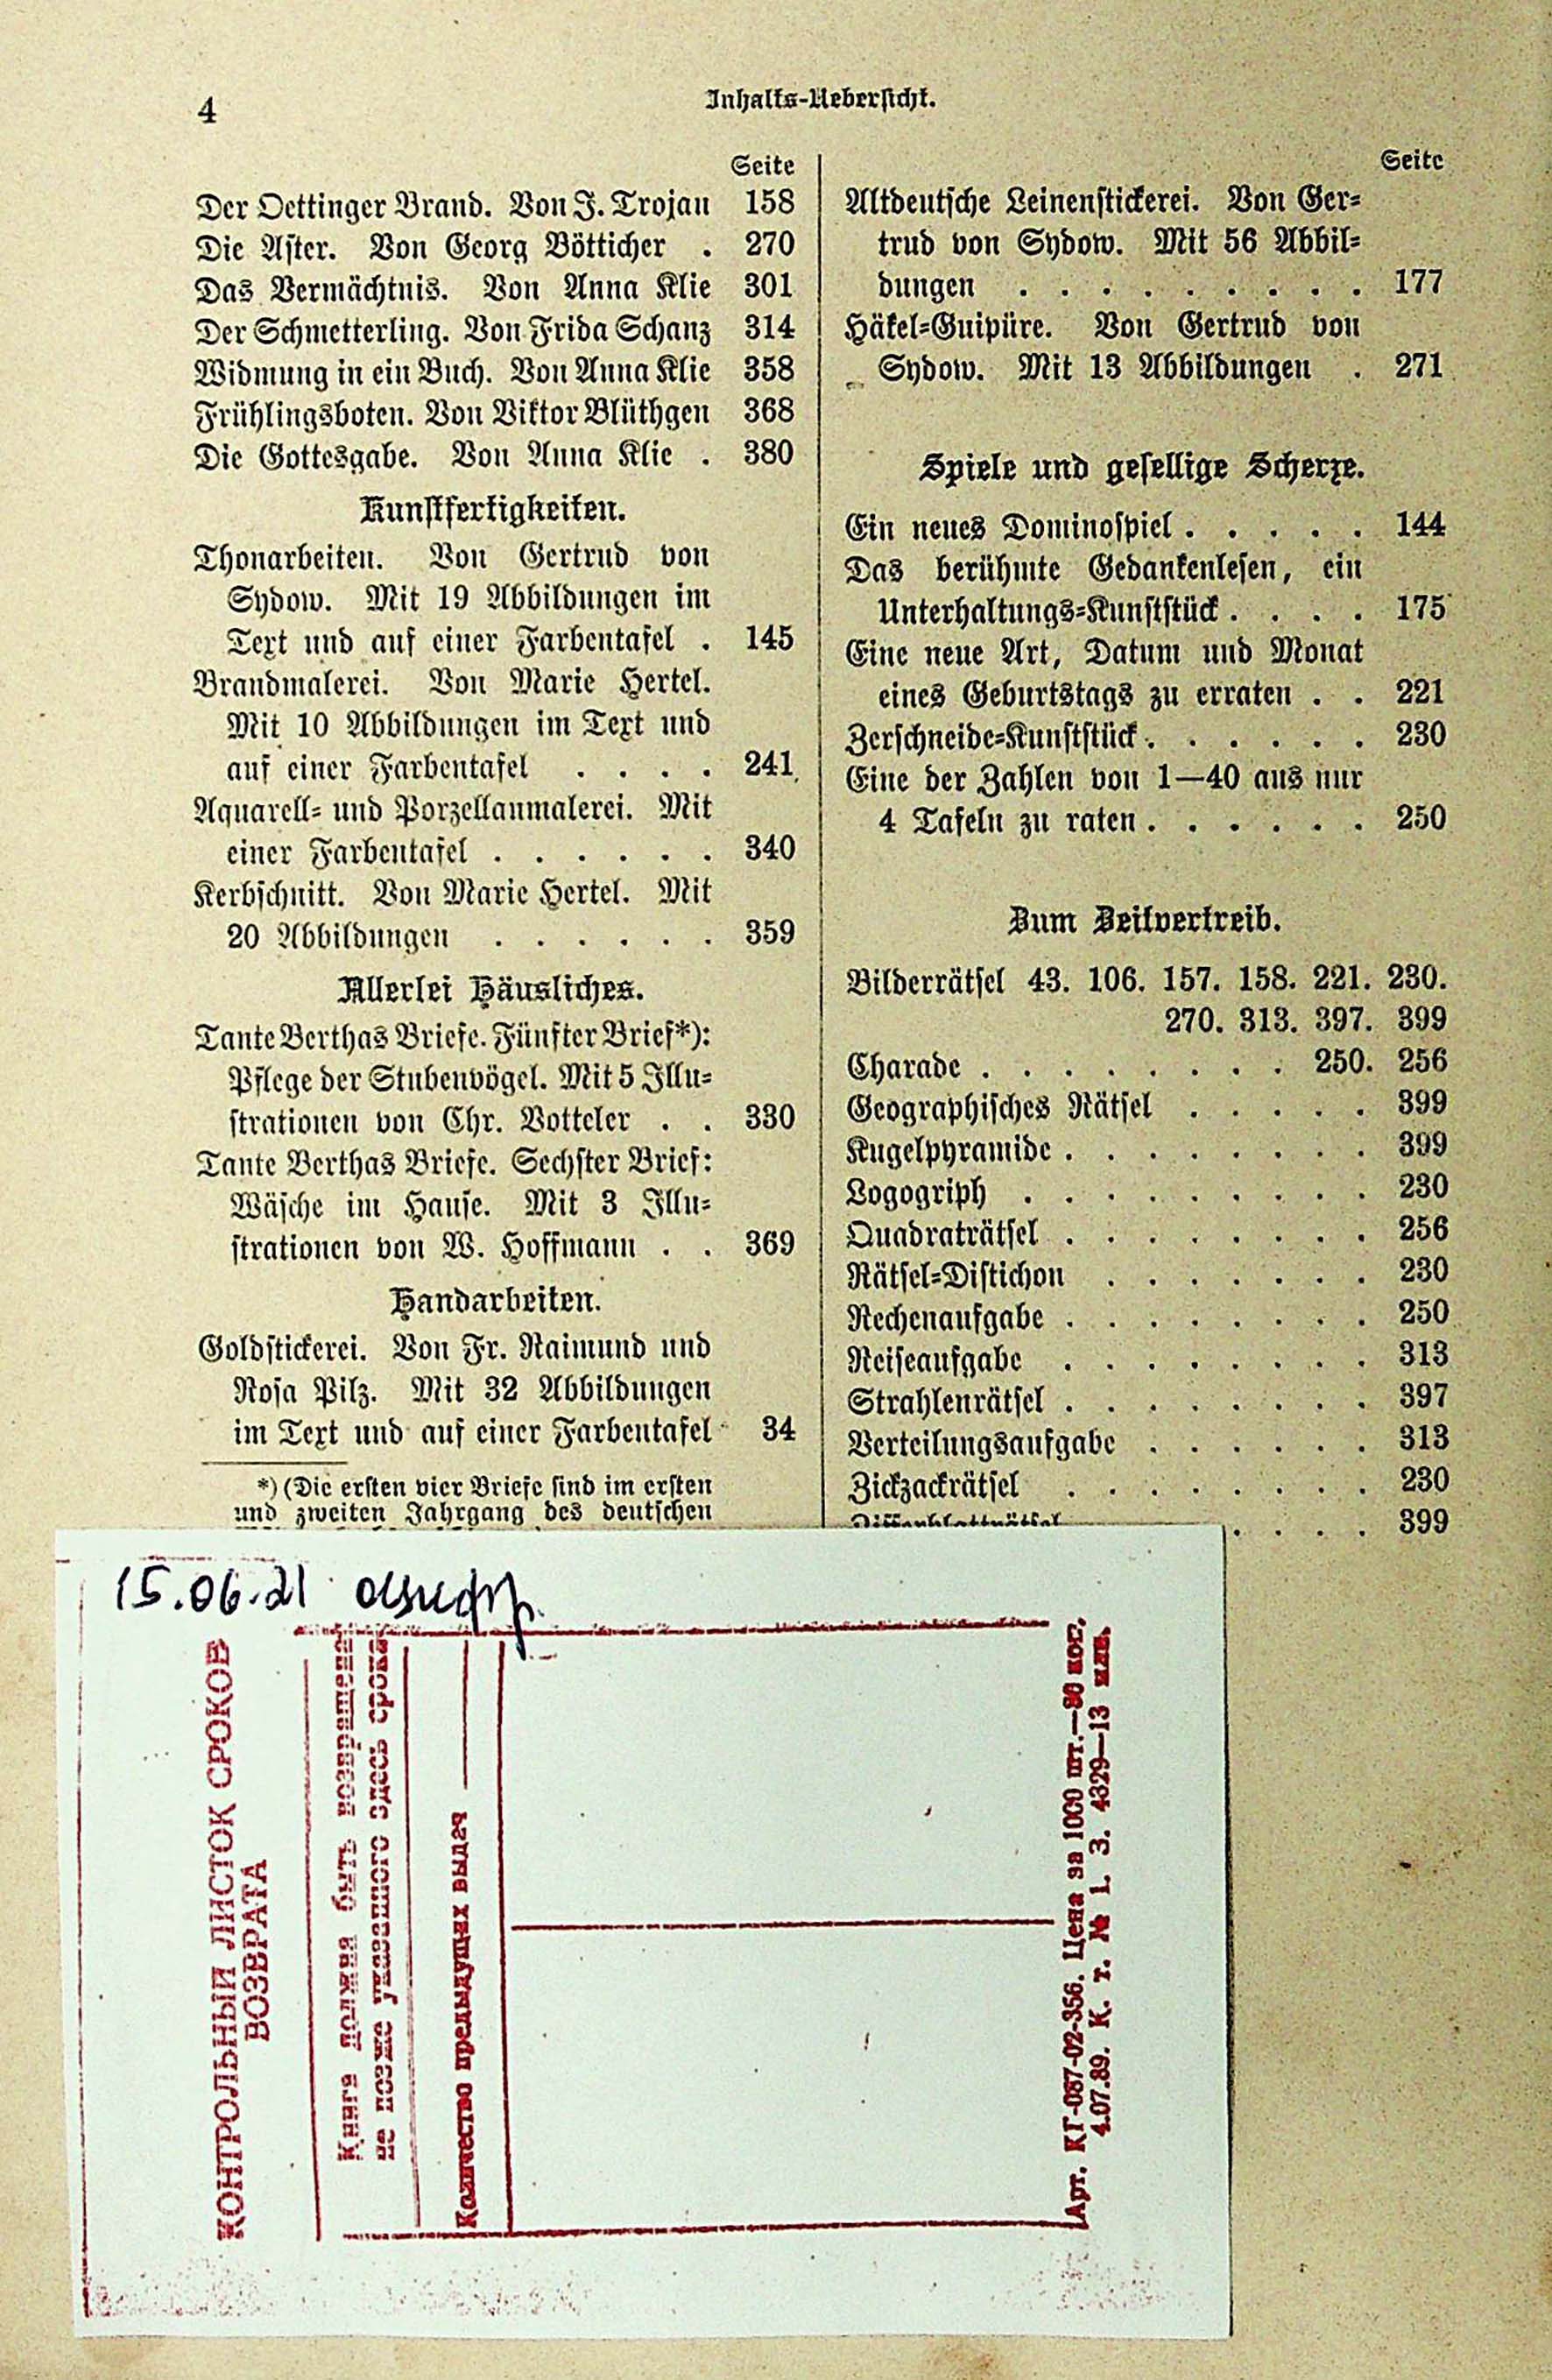 4
Inhalts-Uebersicht.
Seite
Der Oettinger Brand. Von J. Trojan 158
Die Aster. Von Georg Bötticher . 270
Das Vermächtnis. Von Anna Klie 301
Der Schmetterling. Von Frida Schanz 314
Widmung in ein Buch. Von Anna Klie 358
Frühlingsboten. Von Viktor Blüthgen 368
Die Gottesgabe. Von Anna Klie . 380
Kunstfertigkeiten.
Thonarbeiten. Von Gertrud von
Sydow. Mit 19 Abbildungen im
Text und auf einer Farbentafel . 145
Brandmalerei. Von Marie Hertel.
Mit 10 Abbildungen im Text und
auf einer Farbentafel . . . . 241
Aquarell- und Porzellanmalerei. Mit
einer Farbentafel . . . . . . 340
Kerbschnitt. Von Marie Hertel. Mit
20 Abbildungen . . . . . . 359
Allerlei Häusliches.
Tante Berthas Briefe. Fünfter Brief*):
Pflege der Stubenvögel. Mit 5 Illu-
strationen von Chr. Votteler . . 330
Tante Berthas Briefe. Sechster Brief:
Wäsche im Hause. Mit 3 Illu-
strationen von W. Hoffmann . . 369
Handarbeiten.
Goldstickerei. Von Fr. Raimund und
Rosa Pilz. Mit 32 Abbildungen
im Text und auf einer Farbentafel 34
*) (Die ersten vier Briefe sind im ersten
und zweiten Jahrgang des deutschen
Seite
Altdeutsche Leinenstickerei. Von Ger-
trud von Sydow. Mit 56 Abbil-
dungen . . . . . . . . . 177
Häkel-Guipüre. Von Gertrud von
Sydow. Mit 13 Abbildungen . 271
Spiele und gesellige Scherze.
Ein neues Dominospiel . . . . . 144
Das berühmte Gedankenlesen, ein
Unterhaltungs-Kunststück . . . . 175
Eine neue Art, Datum und Monat
eines Geburtstags zu erraten . . 221
Zerschneide-Kunststück . . . . . . 230
Eine der Zahlen von 1—40 aus nur
4 Tafeln zu raten . . . . . . 250
Zum Zeitvertreib.
Bilderrätsel 43. 106. 157. 158. 221. 230.
270. 313. 397. 399
Charade . . . . . . . . 250. 256
Geographisches Rätsel . . . . . 399
Kugelpyramide . . . . . . . . 399
Logogriph . . . . . . . . . 230
Quadraträtsel . . . . . . . . 256
Rätsel-Distichon . . . . . . . 230
Rechenaufgabe . . . . . . . . 250
Reiseaufgabe . . . . . . . . 313
Strahlenrätsel . . . . . . . . 397
Verteilungsaufgabe . . . . . . 313
Zickzackrätsel . . . . . . . . 230
. . . . 399
15.06.21
КОНТРОЛЬНЫЙ ЛИСТОК СРОКОВ
ВОЗВРАТА
Книга должна быть возвращена
не позже указанного здесь срока
Количество предыдущих выдач
Арт. КГ-087-02-356. Цена за 1000 шт.—80 коп.
4.07.89. К. т. № 1. З. 4329—13 млн.